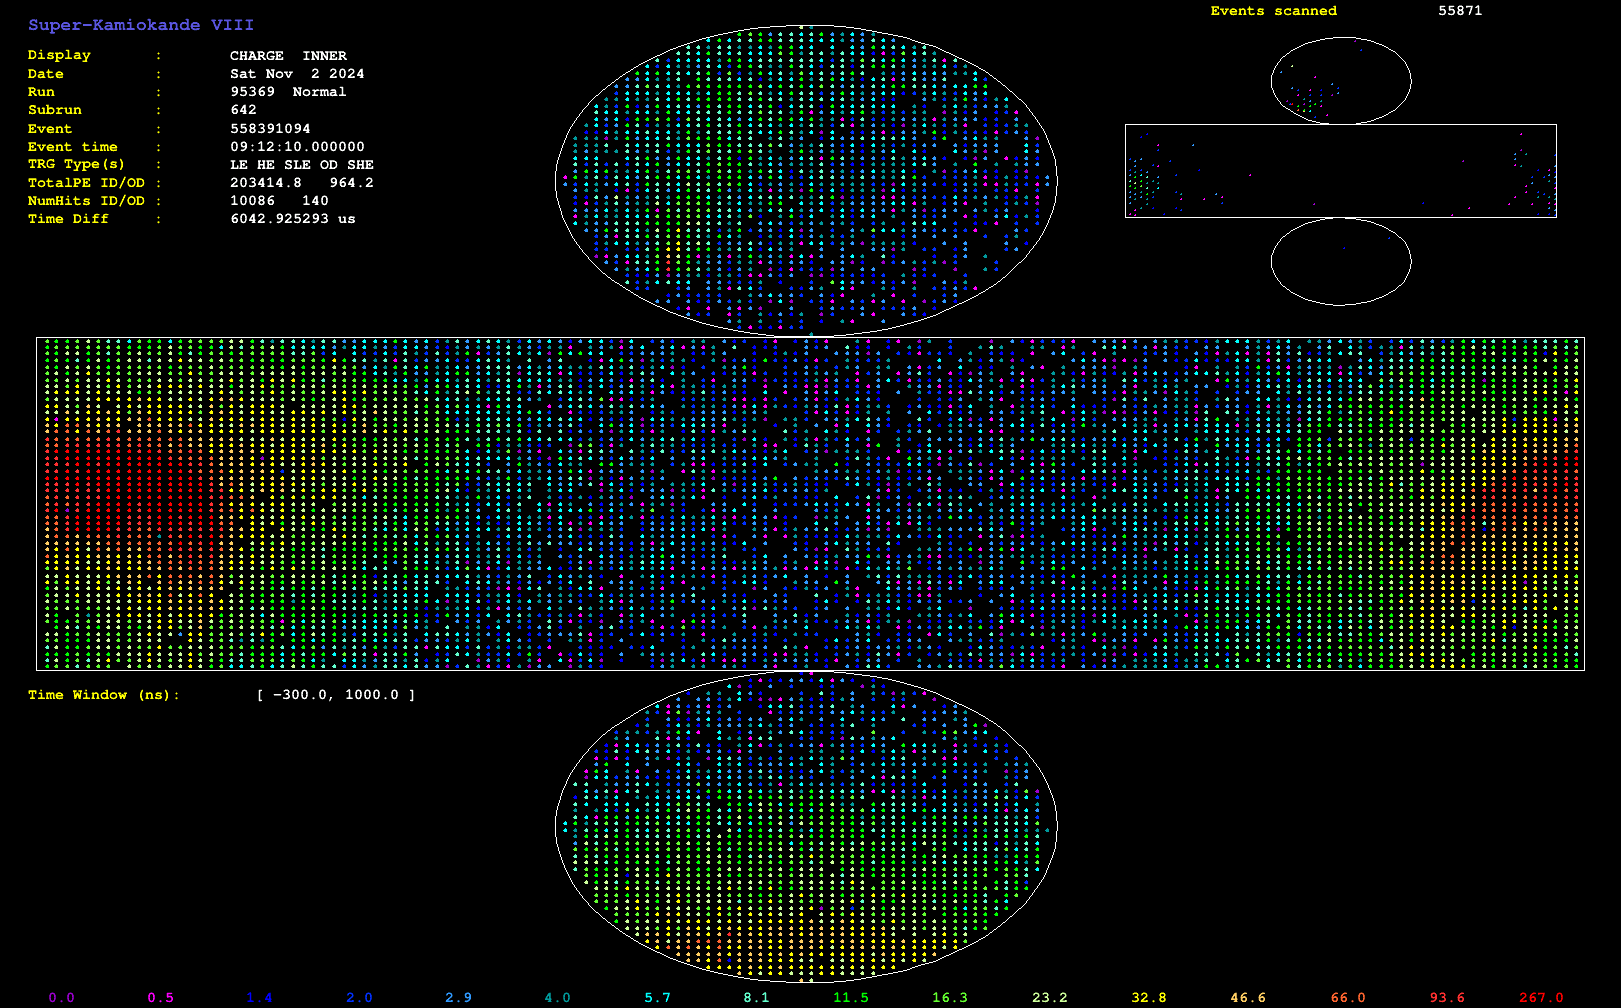 Super-Kamiokande VIII
Events scanned 55871
Display : CHARGE INNER
Date : Sat Nov 2 2024
Run : 95369 Normal
Subrun : 642
Event : 558391094
Event time : 09:12:10.000000
TRG Type(s) : LE HE SLE OD SHE
TotalPE ID/OD : 203414.8 964.2
NumHits ID/OD : 10086 140
Time Diff : 6042.925293 us
Time Window (ns): [ -300.0, 1000.0 ]
0.0 0.5 1.4 2.0 2.9 4.0 5.7 8.1 11.5 16.3 23.2 32.8 46.6 66.0 93.6 267.0